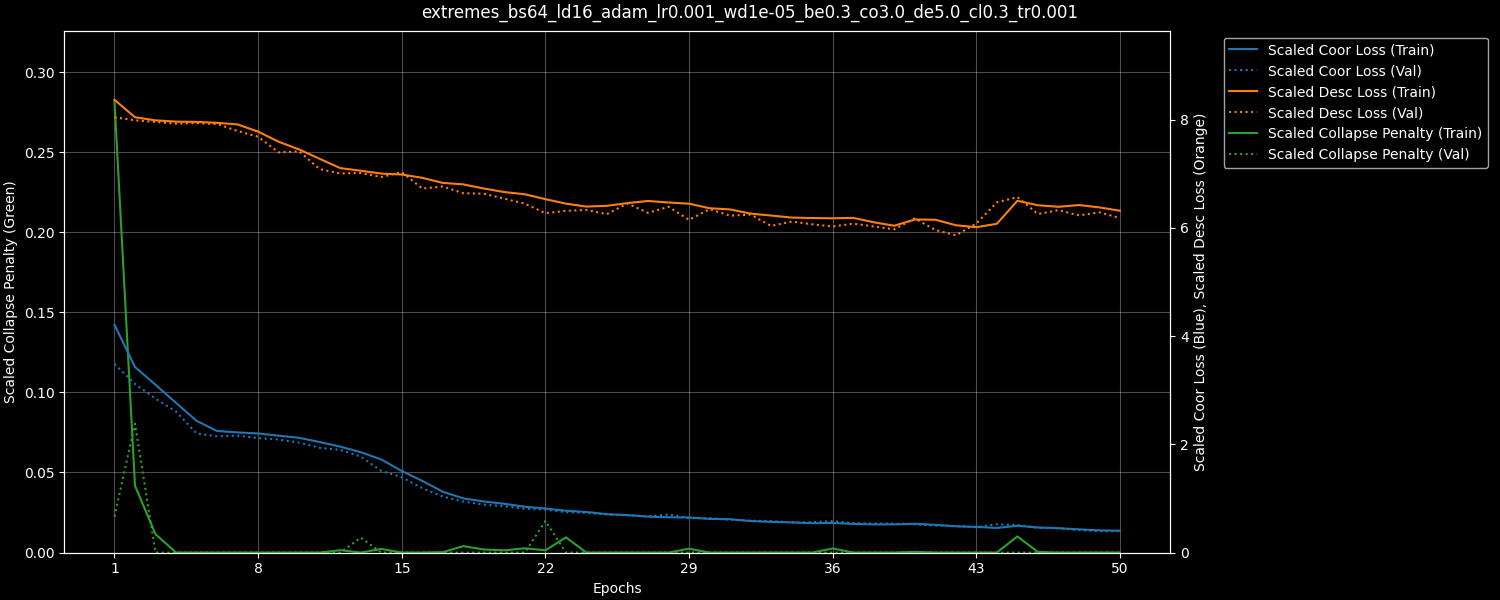 extremes_bs64_ld16_adam_lr0.001_wd1e-05_be0.3_co3.0_de5.0_cl0.3_tr0.001
Scaled Coor Loss (Train)
Scaled Coor Loss (Val)
Scaled Desc Loss (Train)
Scaled Desc Loss (Val)
Scaled Collapse Penalty (Train)
Scaled Collapse Penalty (Val)
Scaled Collapse Penalty (Green)
0.30
0.25
0.20
0.15
0.10
0.05
0.00
8
6
4
2
0
Scaled Coor Loss (Blue), Scaled Desc Loss (Orange)
1 8 15 22 29 36 43 50
Epochs